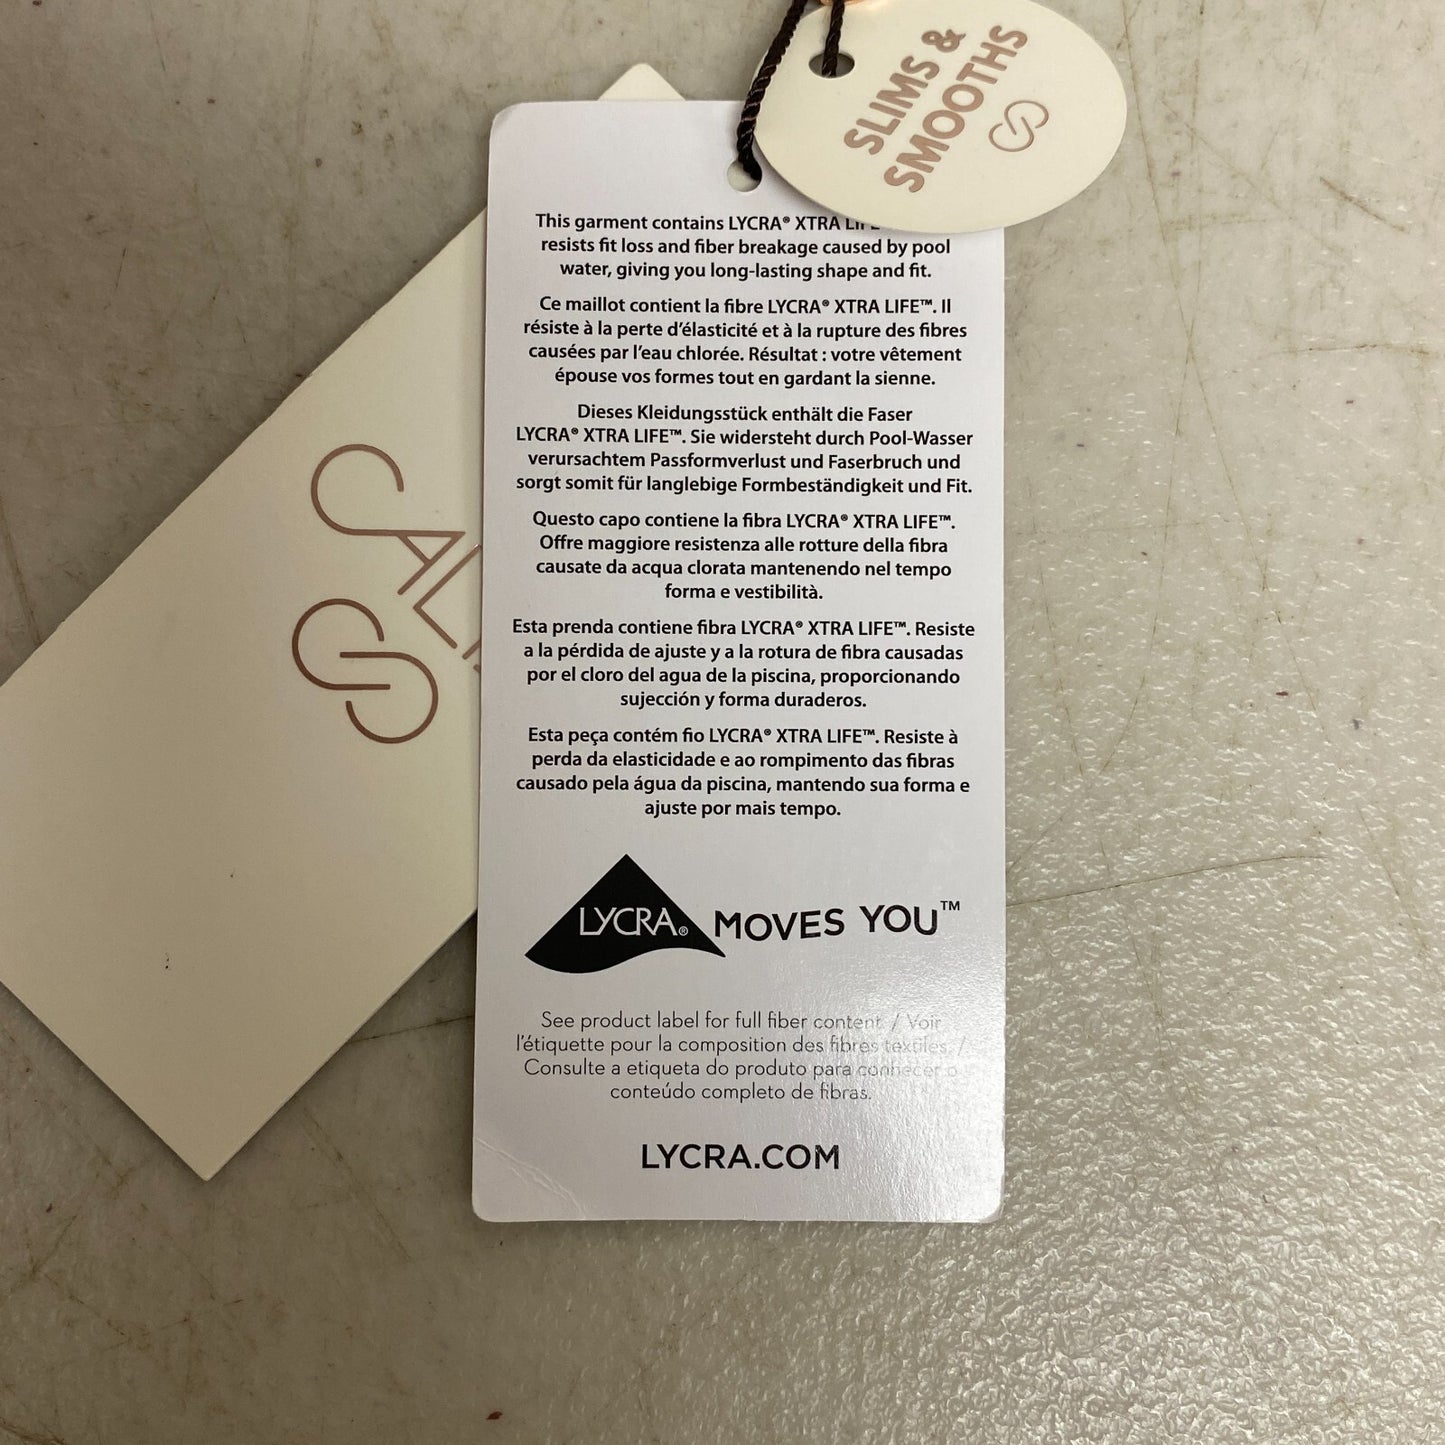 SLIMS &
SMOOTHS
This garment contains LYCRA® XTRA
resists fit loss and fiber breakage caused by pool
water, giving you long-lasting shape and fit.
Ce maillot contient la fibre LYCRA® XTRA LIFE™. Il
résiste à la perte d'élasticité et à la rupture des fibres
causées par l'eau chlorée. Résultat : votre vêtement
épouse vos formes tout en gardant la sienne.
Dieses Kleidungsstück enthält die Faser
LYCRA® XTRA LIFE™. Sie widersteht durch Pool-Wasser
verursachtem Passformverlust und Faserbruch und
sorgt somit für langlebige Formbeständigkeit und Fit.
Questo capo contiene la fibra LYCRA® XTRA LIFE™.
Offre maggiore resistenza alle rotture della fibra
causate da acqua clorata mantenendo nel tempo
forma e vestibilità.
Esta prenda contiene fibra LYCRA® XTRA LIFE™. Resiste
a la pérdida de ajuste y a la rotura de fibra causadas
por el cloro del agua de la piscina, proporcionando
sujeción y forma duraderos.
Esta peça contém fio LYCRA® XTRA LIFE™. Resiste à
perda da elasticidade e ao rompimento das fibras
causado pela água da piscina, mantendo sua forma e
ajuste por mais tempo.
LYCRA® MOVES YOU™
See product label for full fiber content. / Voir
l'étiquette pour la composition des fibres textiles. /
Consulte a etiqueta do produto para conhecer o
conteúdo completo de fibras.
LYCRA.COM